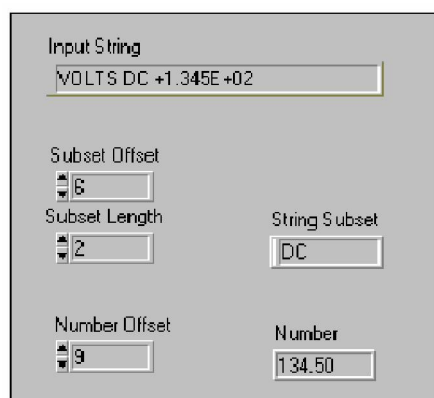 Input String
VOLTS DC +1.345E+02
Subset Offset
6
Subset Length
2
String Subset
DC
Number Offset
9
Number
134.50